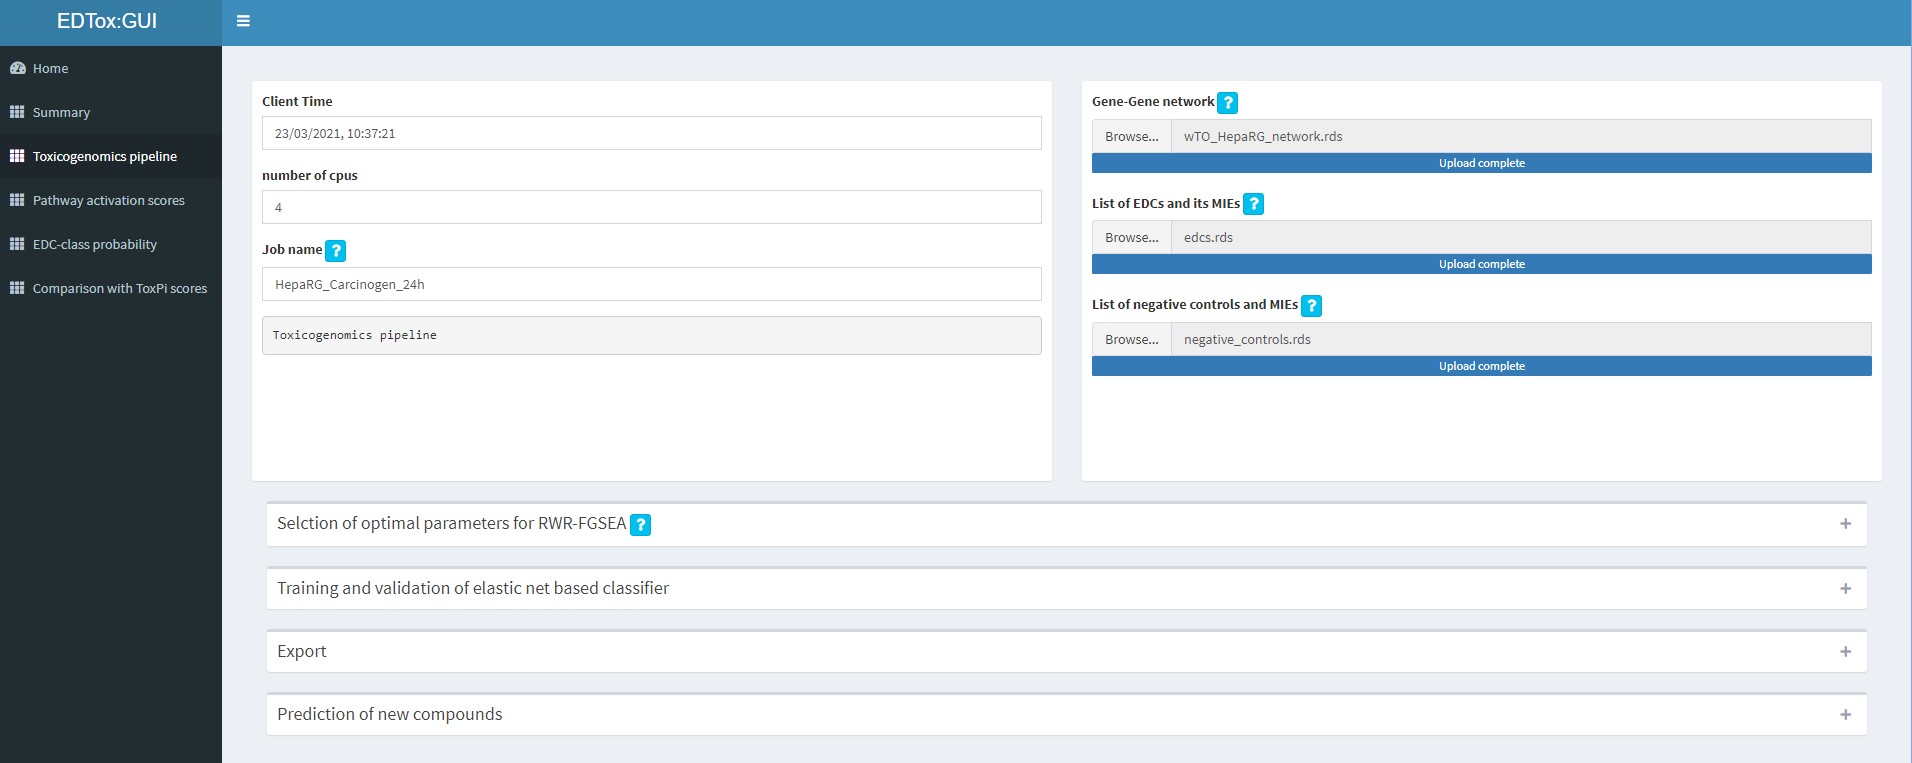 EDTox:GUI
Home
Summary
Toxicogenomics pipeline
Pathway activation scores
EDC-class probability
Comparison with ToxPi scores
Client Time
23/03/2021, 10:37:21
number of cpus
4
Job name ?
HepaRG_Carcinogen_24h
Toxicogenomics pipeline
Gene-Gene network ?
Browse... wTO_HepaRG_network.rds
Upload complete
List of EDCs and its MIEs ?
Browse... edcs.rds
Upload complete
List of negative controls and MIEs ?
Browse... negative_controls.rds
Upload complete
Selction of optimal parameters for RWR-FGSEA ?
Training and validation of elastic net based classifier
Export
Prediction of new compounds